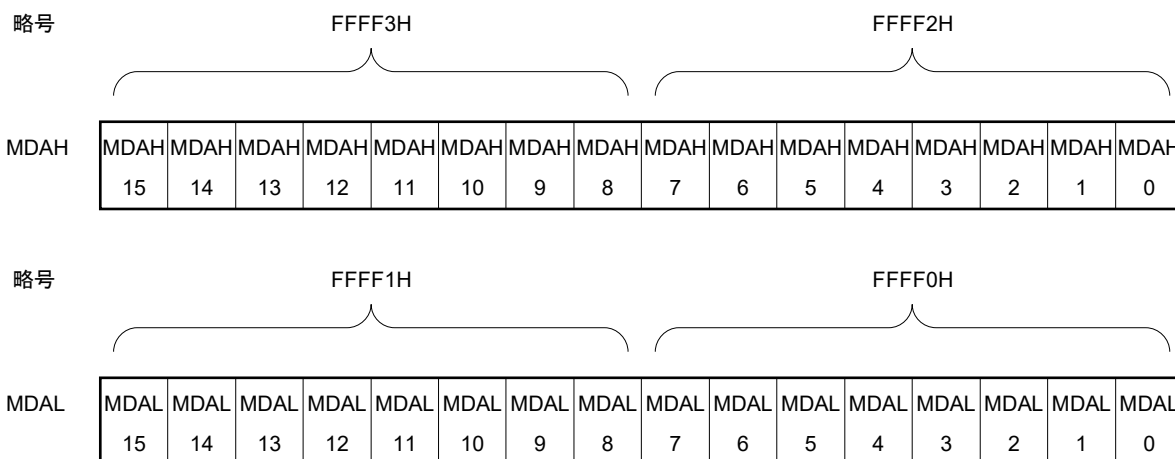 略号 FFFF3H FFFF2H
MDAH MDAH MDAH MDAH MDAH MDAH MDAH MDAH MDAH MDAH MDAH MDAH MDAH MDAH MDAH MDAH MDAH
15 14 13 12 11 10 9 8 7 6 5 4 3 2 1 0
略号 FFFF1H FFFF0H
MDAL MDAL MDAL MDAL MDAL MDAL MDAL MDAL MDAL MDAL MDAL MDAL MDAL MDAL MDAL MDAL MDAL
15 14 13 12 11 10 9 8 7 6 5 4 3 2 1 0